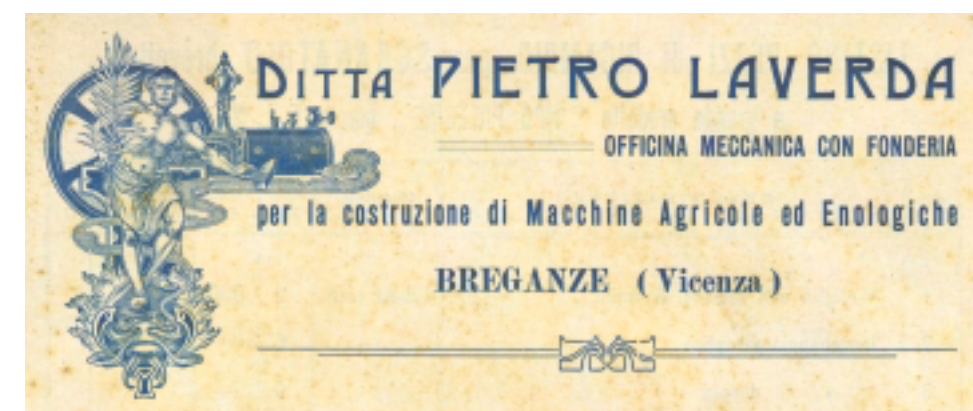 DITTA PIETRO LAVERDA
OFFICINA MECCANICA CON FONDERIA
per la costruzione di Macchine Agricole ed Enologiche
BREGANZE (Vicenza)